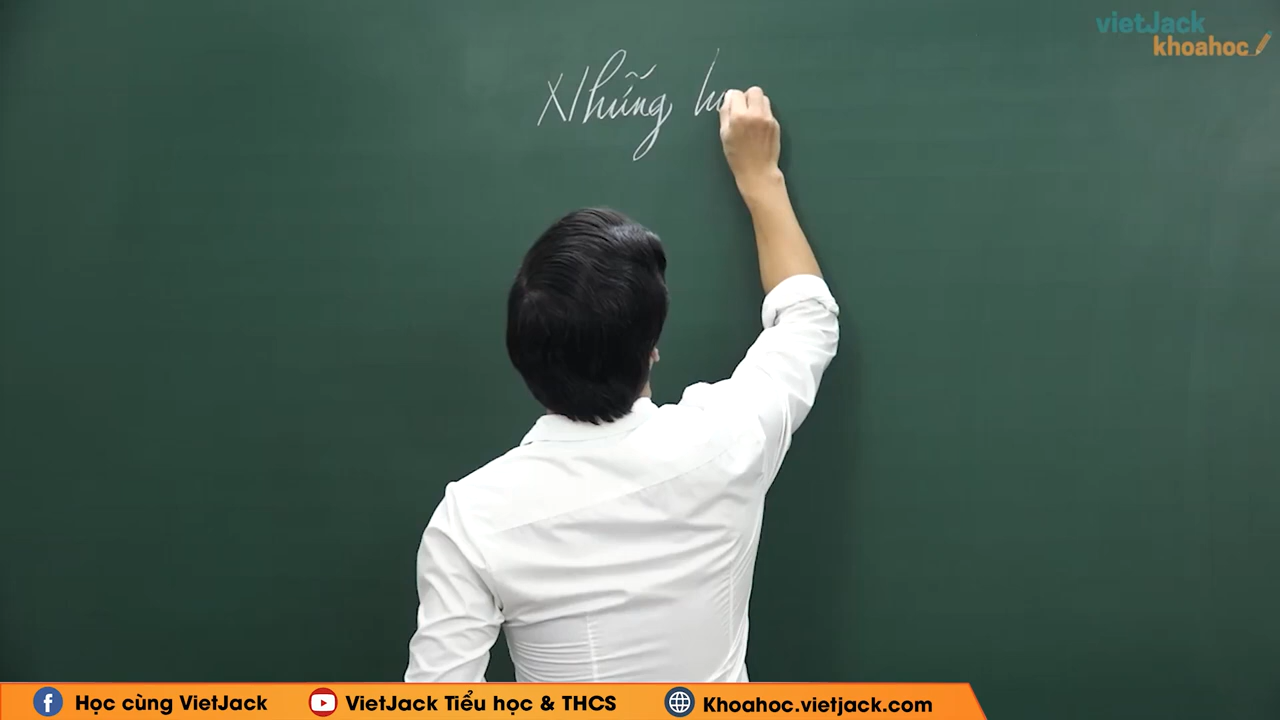 vietJack
khoahoc
Những
Học cùng VietJack
VietJack Tiểu học & THCS
Khoahoc.vietjack.com